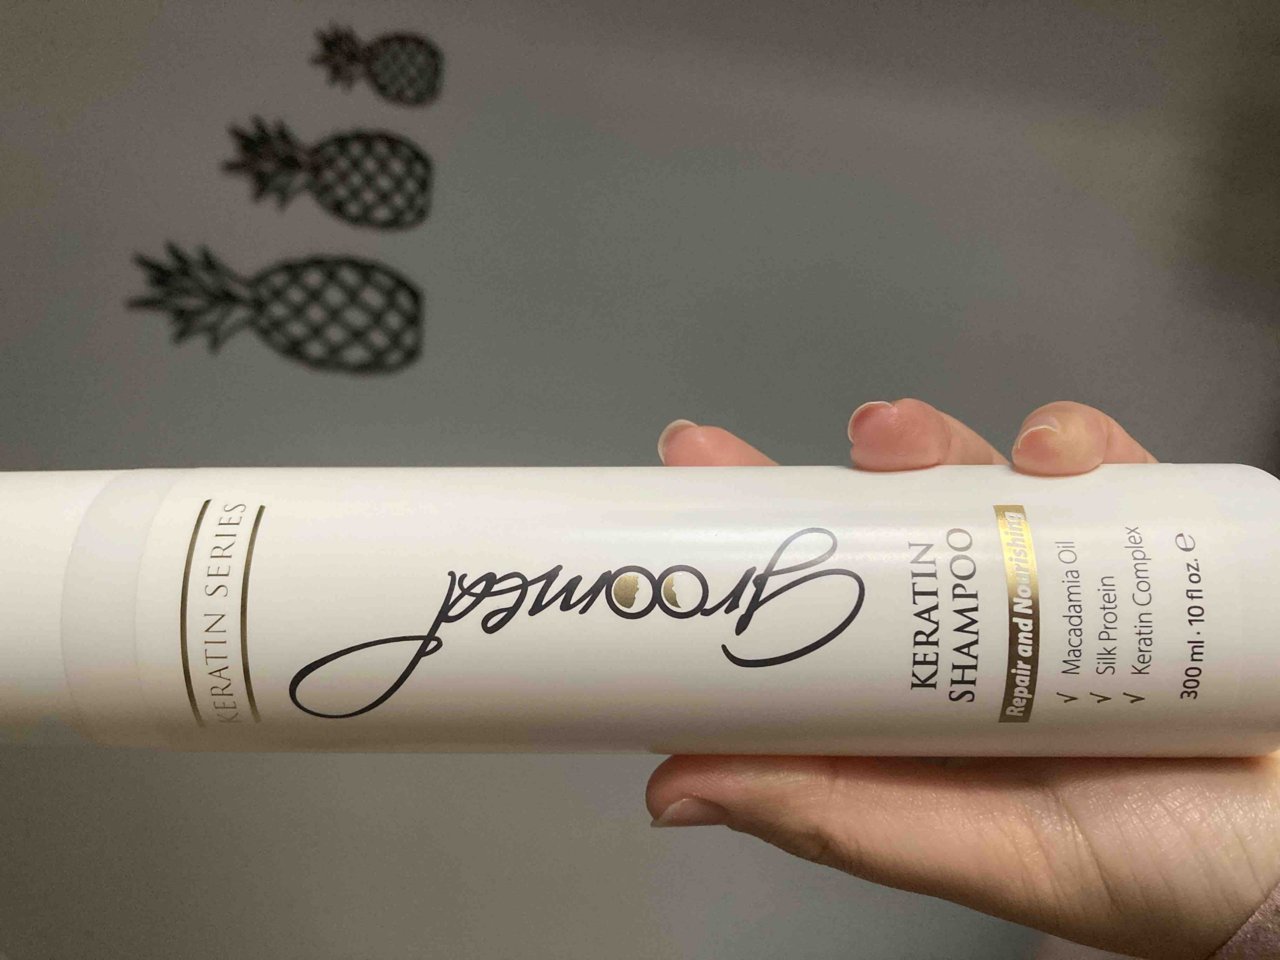 KERATIN SERIES
Groomed
KERATIN
SHAMPOO
Repair and Nourishing
√ Macadamia Oil
√ Silk Protein
√ Keratin Complex
300 ml · 10 fl oz. ℮